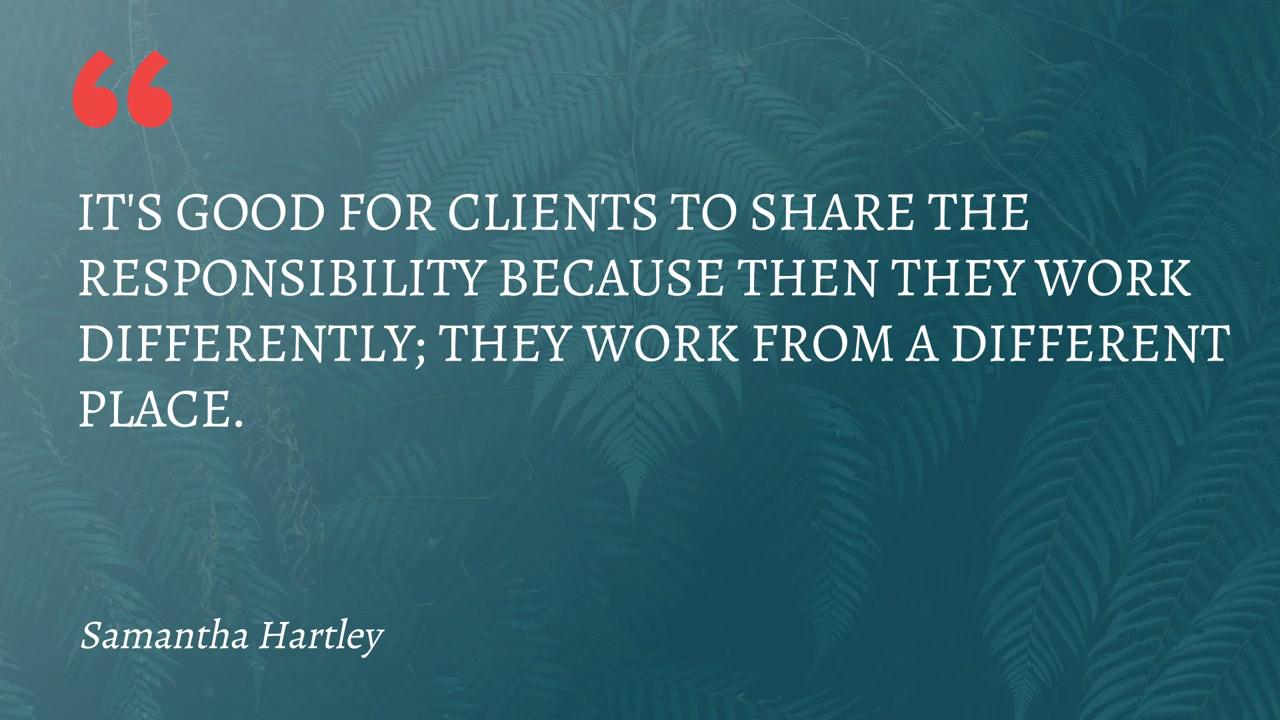 “
IT'S GOOD FOR CLIENTS TO SHARE THE
RESPONSIBILITY BECAUSE THEN THEY WORK
DIFFERENTLY; THEY WORK FROM A DIFFERENT
PLACE.
Samantha Hartley